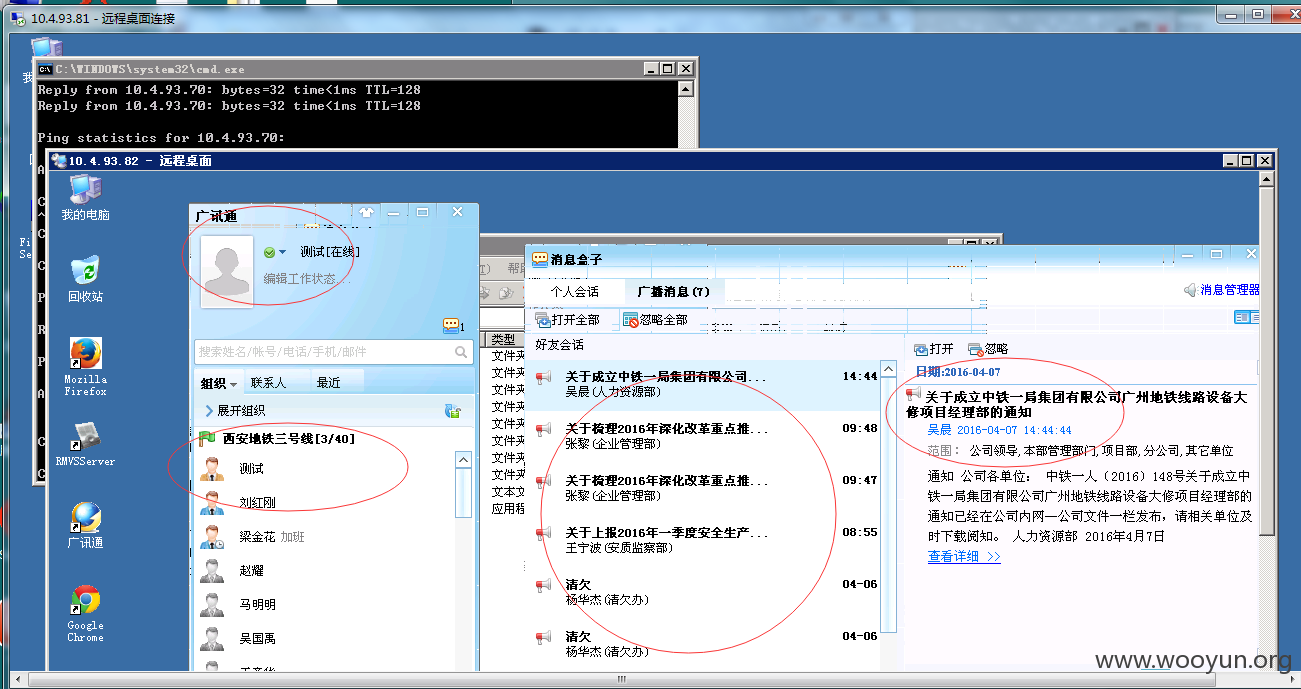 10.4.93.81 - 远程桌面连接
C:\WINDOWS\system32\cmd.exe
Reply from 10.4.93.70: bytes=32 time<1ms TTL=128
Reply from 10.4.93.70: bytes=32 time<1ms TTL=128
Ping statistics for 10.4.93.70:
10.4.93.82 - 远程桌面
我的电脑
回收站
Mozilla
Firefox
RMVSServer
广讯通
Google
Chrome
广讯通
测试[在线]
编辑工作状态...
1
搜索姓名/帐号/电话/手机/邮件
组织 联系人 最近
展开组织
西安地铁三号线[3/40]
测试
刘红刚
梁金花 加班
赵耀
马明明
吴国禹
类型
文件夹
文件夹
文件夹
文件夹
文件夹
文件夹
文件夹
文件夹
文本文
应用程
消息盒子
个人会话 广播消息(7)
消息管理器
打开全部 忽略全部
好友会话
关于成立中铁一局集团有限公司... 14:44
吴晨(人力资源部)
关于梳理2016年深化改革重点推... 09:48
张黎(企业管理部)
关于梳理2016年深化改革重点推... 09:47
张黎(企业管理部)
关于上报2016年一季度安全生产... 08:55
王宁波(安质监察部)
清欠 04-06
杨华杰(清欠办)
清欠 04-06
杨华杰(清欠办)
打开 忽略
日期:2016-04-07
关于成立中铁一局集团有限公司广州地铁线路设备大
修项目经理部的通知
吴晨 2016-04-07 14:44:44
范围： 公司领导,本部管理部门,项目部,分公司,其它单位
通知 公司各单位： 中铁一人（2016）148号关于成立中
铁一局集团有限公司广州地铁线路设备大修项目经理部的
通知已经在公司内网—公司文件一栏发布，请相关单位及
时下载阅知。 人力资源部 2016年4月7日
查看详细 >>
www.wooyun.org